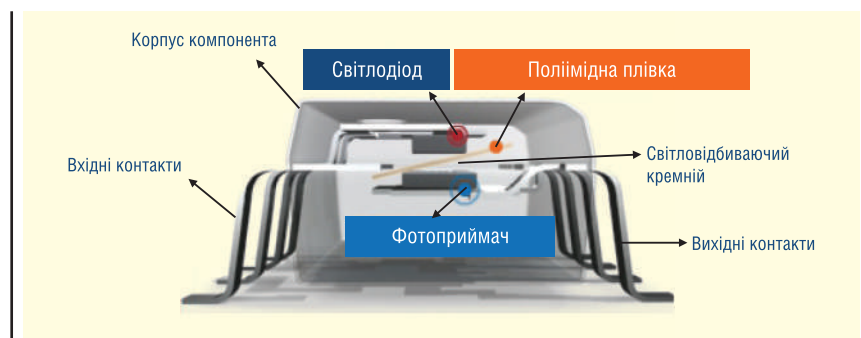 Корпус компонента
Світлодіод
Поліімідна плівка
Вхідні контакти
Світловідбиваючий
кремній
Фотоприймач
Вихідні контакти